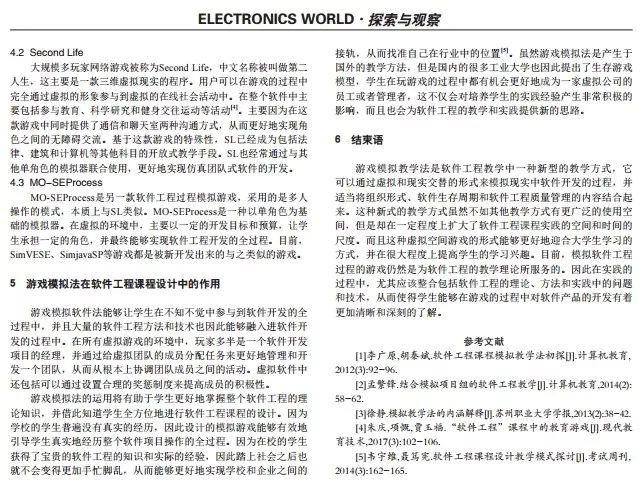 ELECTRONICS WORLD・探索与观察
4.2 Second Life
大规模多玩家网络游戏被称为Second Life，中文名称被叫做第二
人生，这主要是一款三维虚拟现实的程序。用户可以在游戏的过程中
完全通过虚拟的形象参与到虚拟的在线社会活动中。在整个软件中主
要包括参与教育、科学研究和健身交往运动等活动[4]。主要因为在这
款游戏中同时提供了通信和聊天室两种沟通方式，从而更好地实现角
色之间的无障碍交流。基于这款游戏的特殊性，SL已经成为包括法
律、建筑和计算机等其他科目的开放式教学手段。SL也经常通过与其
他单角色的模拟器联合使用，更好地实现仿真团队式软件的开发。
4.3 MO-SEProcess
MO-SEProcess是另一款软件工程过程模拟游戏，采用的是多人
操作的模式，本质上与SL类似。MO-SEProcess是一种以单角色为基
础的模拟器。在虚拟的环境中，主要以一定的开发目标和预算，让学
生承担一定的角色，并最终能够实现软件工程开发的全过程。目前，
SimVESE、SimjavaSP等游戏都是被新开发出来的与之类似的游戏。
5 游戏模拟法在软件工程课程设计中的作用
游戏模拟软件法能够让学生在不知不觉中参与到软件开发的全
过程中，并且大量的软件工程方法和技术也因此能够融入进软件开
发的过程中。在所有虚拟游戏的环境中，玩家多半是一个软件开发
项目的经理，并通过给虚拟团队的成员分配任务来更好地管理和开
发一个团队，从而从根本上协调团队成员之间的活动。虚拟软件中
还包括可以通过设置合理的奖惩制度来提高成员的积极性。
游戏模拟法的运用将有助于学生更好地掌握整个软件工程的理
论知识，并借此知道学生全方位地进行软件工程课程的设计。因为
学校的学生普遍没有真实的经历，因此设计的模拟游戏能够有效地
引导学生真实地经历整个软件项目操作的全过程。因为在校的学生
获得了宝贵的软件工程的知识和实际的经验，因此踏上社会之后也
就不会变得更加手忙脚乱，从而能够更好地实现学校和企业之间的
接轨，从而找准自己在行业中的位置[5]。虽然游戏模拟法是产生于
国外的教学方法，但是国内的很多工业大学也因此提出了生存游戏
模型，学生在玩游戏的过程中都有机会更好地成为一家虚拟公司的
员工或者管理者，这不仅会对培养学生的实践经验产生非常积极的
影响，而且也会为软件工程的教学和实践提供新的思路。
6 结束语
游戏模拟教学法是软件工程教学中一种新型的教学方式，它
可以通过虚拟和现实交替的形式来模拟现实中软件开发的过程，并
适当将组织形式、软件生存周期和软件工程质量管理的内容结合起
来。这种新式的教学方式虽然不如其他教学方式有更广泛的使用空
间，但是却在一定程度上扩大了软件工程课程实践的空间和时间的
尺度。而且这种虚拟空间游戏的形式能够更好地迎合大学生学习的
方式，并在很大程度上提高学生的学习兴趣。目前，模拟软件工程
过程的游戏仍然是为软件工程的教学理论所服务的。因此在实践的
过程中，尤其应该整合包括软件工程的理论、方法和实践中的问题
和技术，从而使得学生能够在游戏的过程中对软件产品的开发有着
更加清晰和深刻的了解。
参考文献
[1]李广原,胡秦斌.软件工程课程模拟教学法初探[J].计算机教育,
2012(3):92-96.
[2]孟繁锋.结合模拟项目组的软件工程教学[J].计算机教育,2014(2):
58-62.
[3]徐静.模拟教学法的内涵解释[J].苏州职业大学学报,2013(2):38-42.
[4]朱庆,项慨,贾玉福.“软件工程”课程中的教育游戏[J].现代教
育技术,2017(3):102-106.
[5]韦宇维,聂笃宪.软件工程课程设计教学模式探讨[J].考试周刊,
2014(3):162-165.